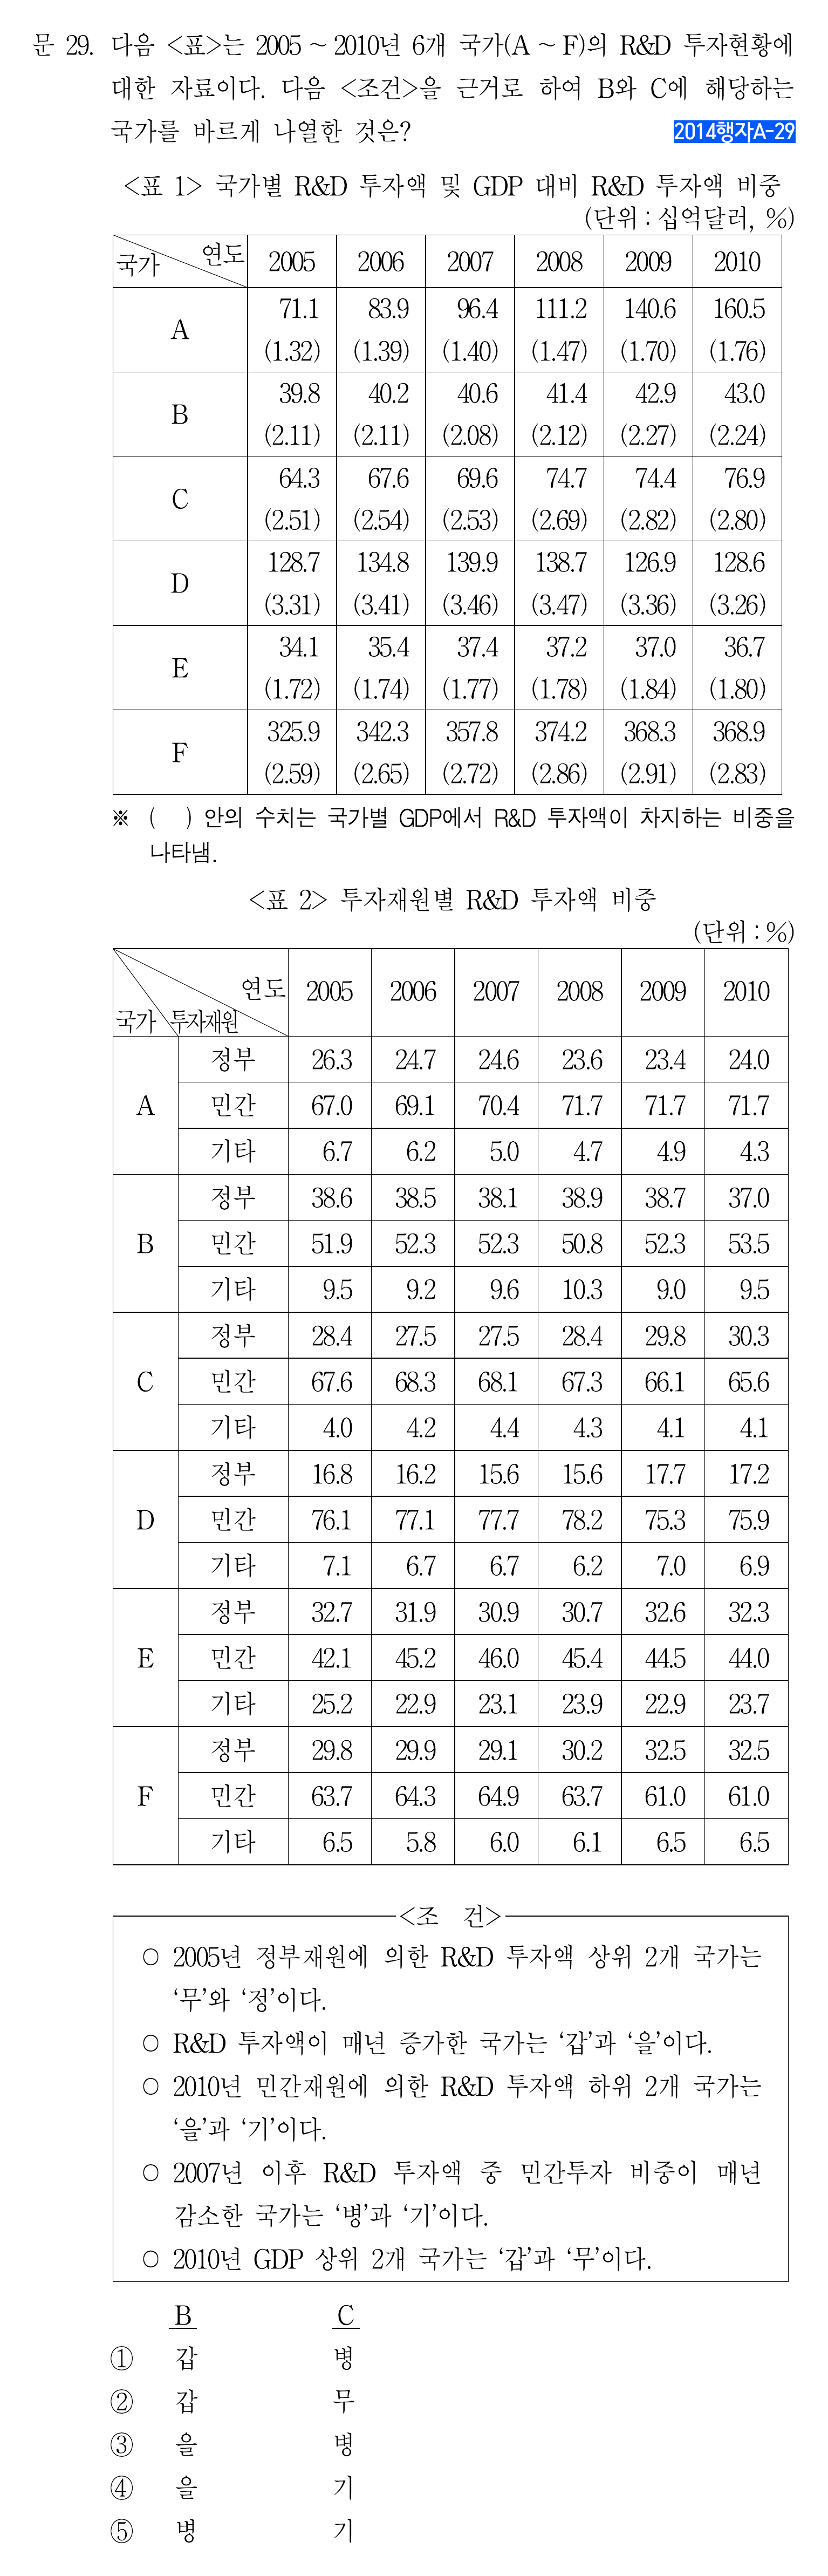 문 29. 다음 <표>는 2005 ~ 2010년 6개 국가(A ~ F)의 R&D 투자현황에
대한 자료이다. 다음 <조건>을 근거로 하여 B와 C에 해당하는
국가를 바르게 나열한 것은? 2014행자A-29
<표 1> 국가별 R&D 투자액 및 GDP 대비 R&D 투자액 비중
(단위 : 십억달러, %)
국가 연도 2005 2006 2007 2008 2009 2010
A 71.1 83.9 96.4 111.2 140.6 160.5
(1.32) (1.39) (1.40) (1.47) (1.70) (1.76)
B 39.8 40.2 40.6 41.4 42.9 43.0
(2.11) (2.11) (2.08) (2.12) (2.27) (2.24)
C 64.3 67.6 69.6 74.7 74.4 76.9
(2.51) (2.54) (2.53) (2.69) (2.82) (2.80)
D 128.7 134.8 139.9 138.7 126.9 128.6
(3.31) (3.41) (3.46) (3.47) (3.36) (3.26)
E 34.1 35.4 37.4 37.2 37.0 36.7
(1.72) (1.74) (1.77) (1.78) (1.84) (1.80)
F 325.9 342.3 357.8 374.2 368.3 368.9
(2.59) (2.65) (2.72) (2.86) (2.91) (2.83)
※ ( ) 안의 수치는 국가별 GDP에서 R&D 투자액이 차지하는 비중을
나타냄.
<표 2> 투자재원별 R&D 투자액 비중
(단위 : %)
국가 투자재원 연도 2005 2006 2007 2008 2009 2010
A 정부 26.3 24.7 24.6 23.6 23.4 24.0
민간 67.0 69.1 70.4 71.7 71.7 71.7
기타 6.7 6.2 5.0 4.7 4.9 4.3
B 정부 38.6 38.5 38.1 38.9 38.7 37.0
민간 51.9 52.3 52.3 50.8 52.3 53.5
기타 9.5 9.2 9.6 10.3 9.0 9.5
C 정부 28.4 27.5 27.5 28.4 29.8 30.3
민간 67.6 68.3 68.1 67.3 66.1 65.6
기타 4.0 4.2 4.4 4.3 4.1 4.1
D 정부 16.8 16.2 15.6 15.6 17.7 17.2
민간 76.1 77.1 77.7 78.2 75.3 75.9
기타 7.1 6.7 6.7 6.2 7.0 6.9
E 정부 32.7 31.9 30.9 30.7 32.6 32.3
민간 42.1 45.2 46.0 45.4 44.5 44.0
기타 25.2 22.9 23.1 23.9 22.9 23.7
F 정부 29.8 29.9 29.1 30.2 32.5 32.5
민간 63.7 64.3 64.9 63.7 61.0 61.0
기타 6.5 5.8 6.0 6.1 6.5 6.5
<조 건>
○ 2005년 정부재원에 의한 R&D 투자액 상위 2개 국가는
‘무’와 ‘정’이다.
○ R&D 투자액이 매년 증가한 국가는 ‘갑’과 ‘을’이다.
○ 2010년 민간재원에 의한 R&D 투자액 하위 2개 국가는
‘을’과 ‘기’이다.
○ 2007년 이후 R&D 투자액 중 민간투자 비중이 매년
감소한 국가는 ‘병’과 ‘기’이다.
○ 2010년 GDP 상위 2개 국가는 ‘갑’과 ‘무’이다.
B C
① 갑 병
② 갑 무
③ 을 병
④ 을 기
⑤ 병 기